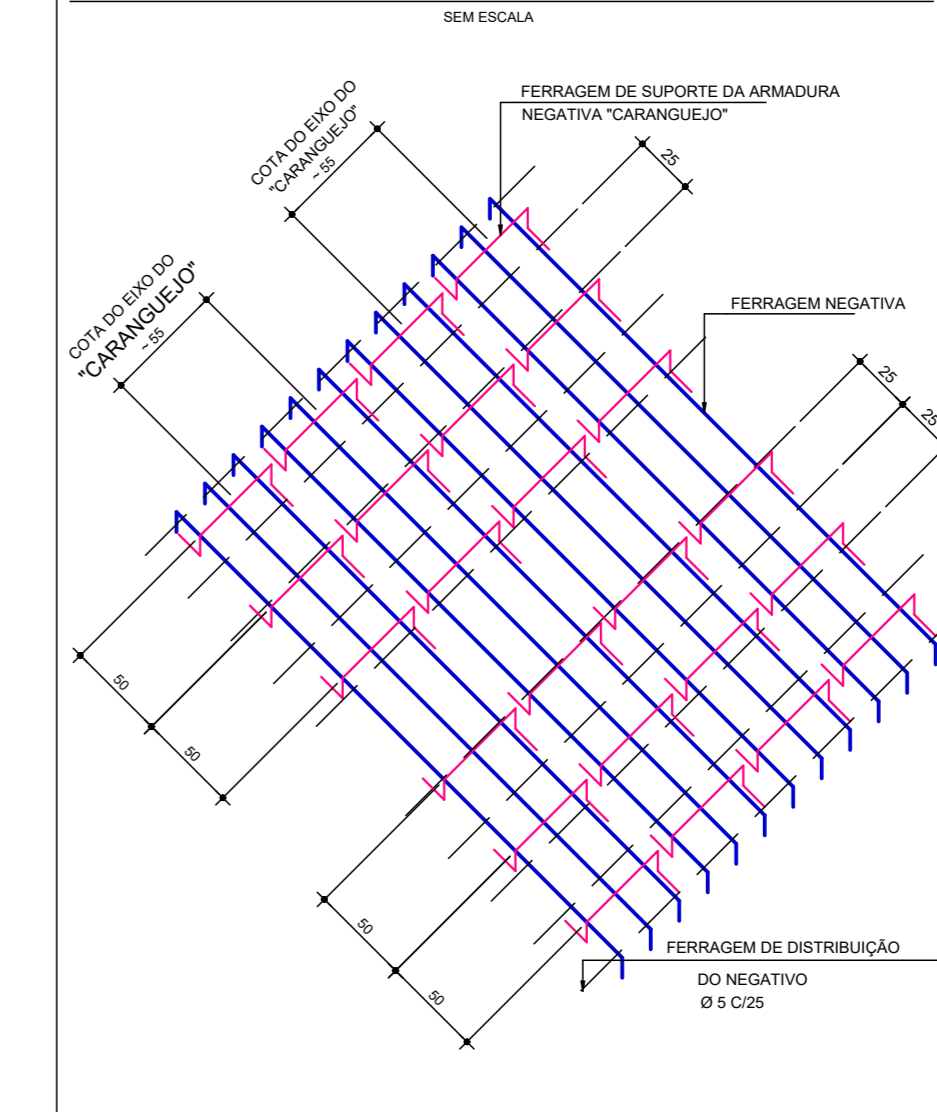 SEM ESCALA
FERRAGEM DE SUPORTE DA ARMADURA
NEGATIVA "CARANGUEJO"
COTA DO EIXO DO
"CARANGUEJO"
~ 55
25
COTA DO EIXO DO
"CARANGUEJO"
~ 55
FERRAGEM NEGATIVA
25
25
50
50
50
50
FERRAGEM DE DISTRIBUIÇÃO
DO NEGATIVO
Ø 5 C/25